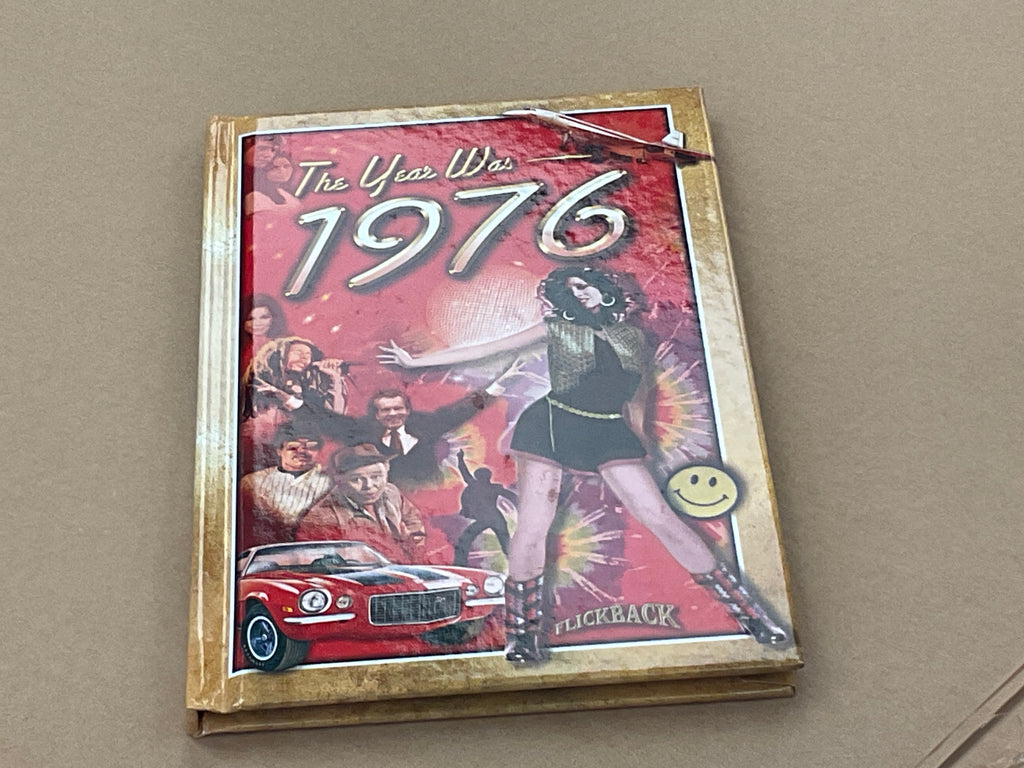 The Year Was
1976
FLICKBACK